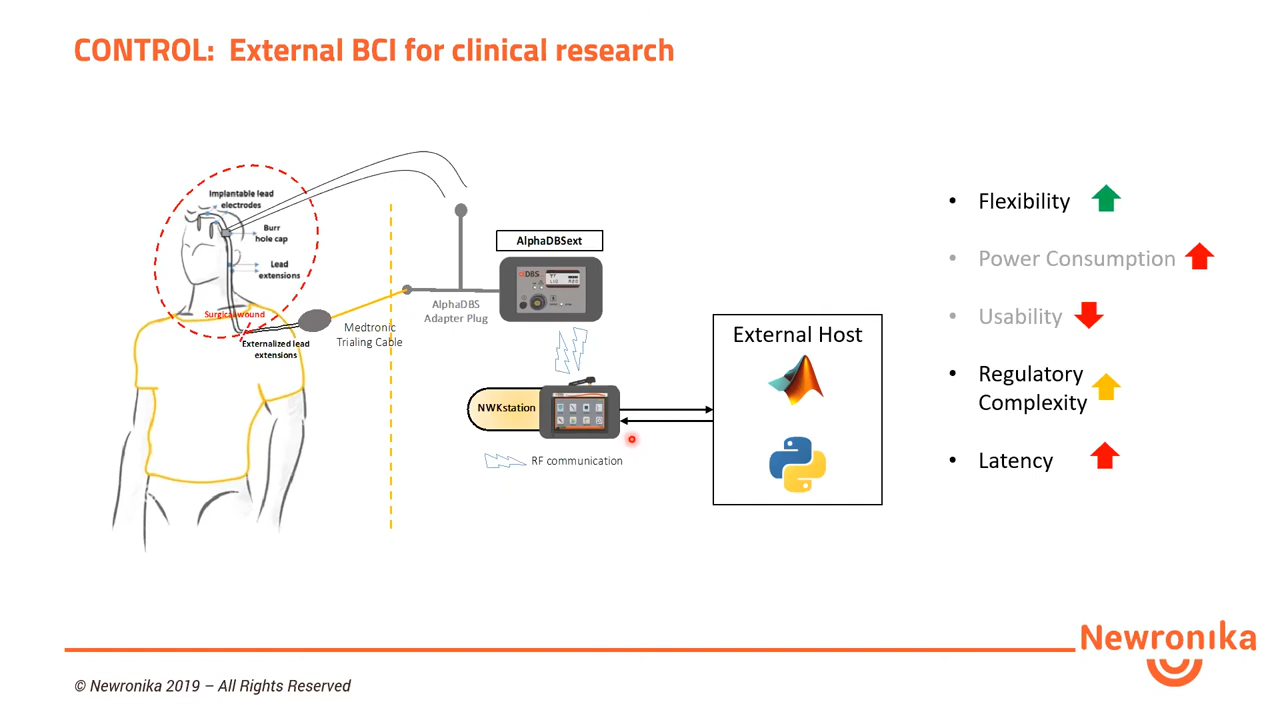 CONTROL: External BCI for clinical research
Implantable lead
electrodes
Burr
hole cap
Lead
extensions
Surgical wound
Externalized lead
extensions
Medtronic
Trialing Cable
AlphaDBS
Adapter Plug
AlphaDBSext
DBS
NWKstation
RF communication
External Host
• Flexibility
• Power Consumption
• Usability
• Regulatory
Complexity
• Latency
Newronika
© Newronika 2019 – All Rights Reserved